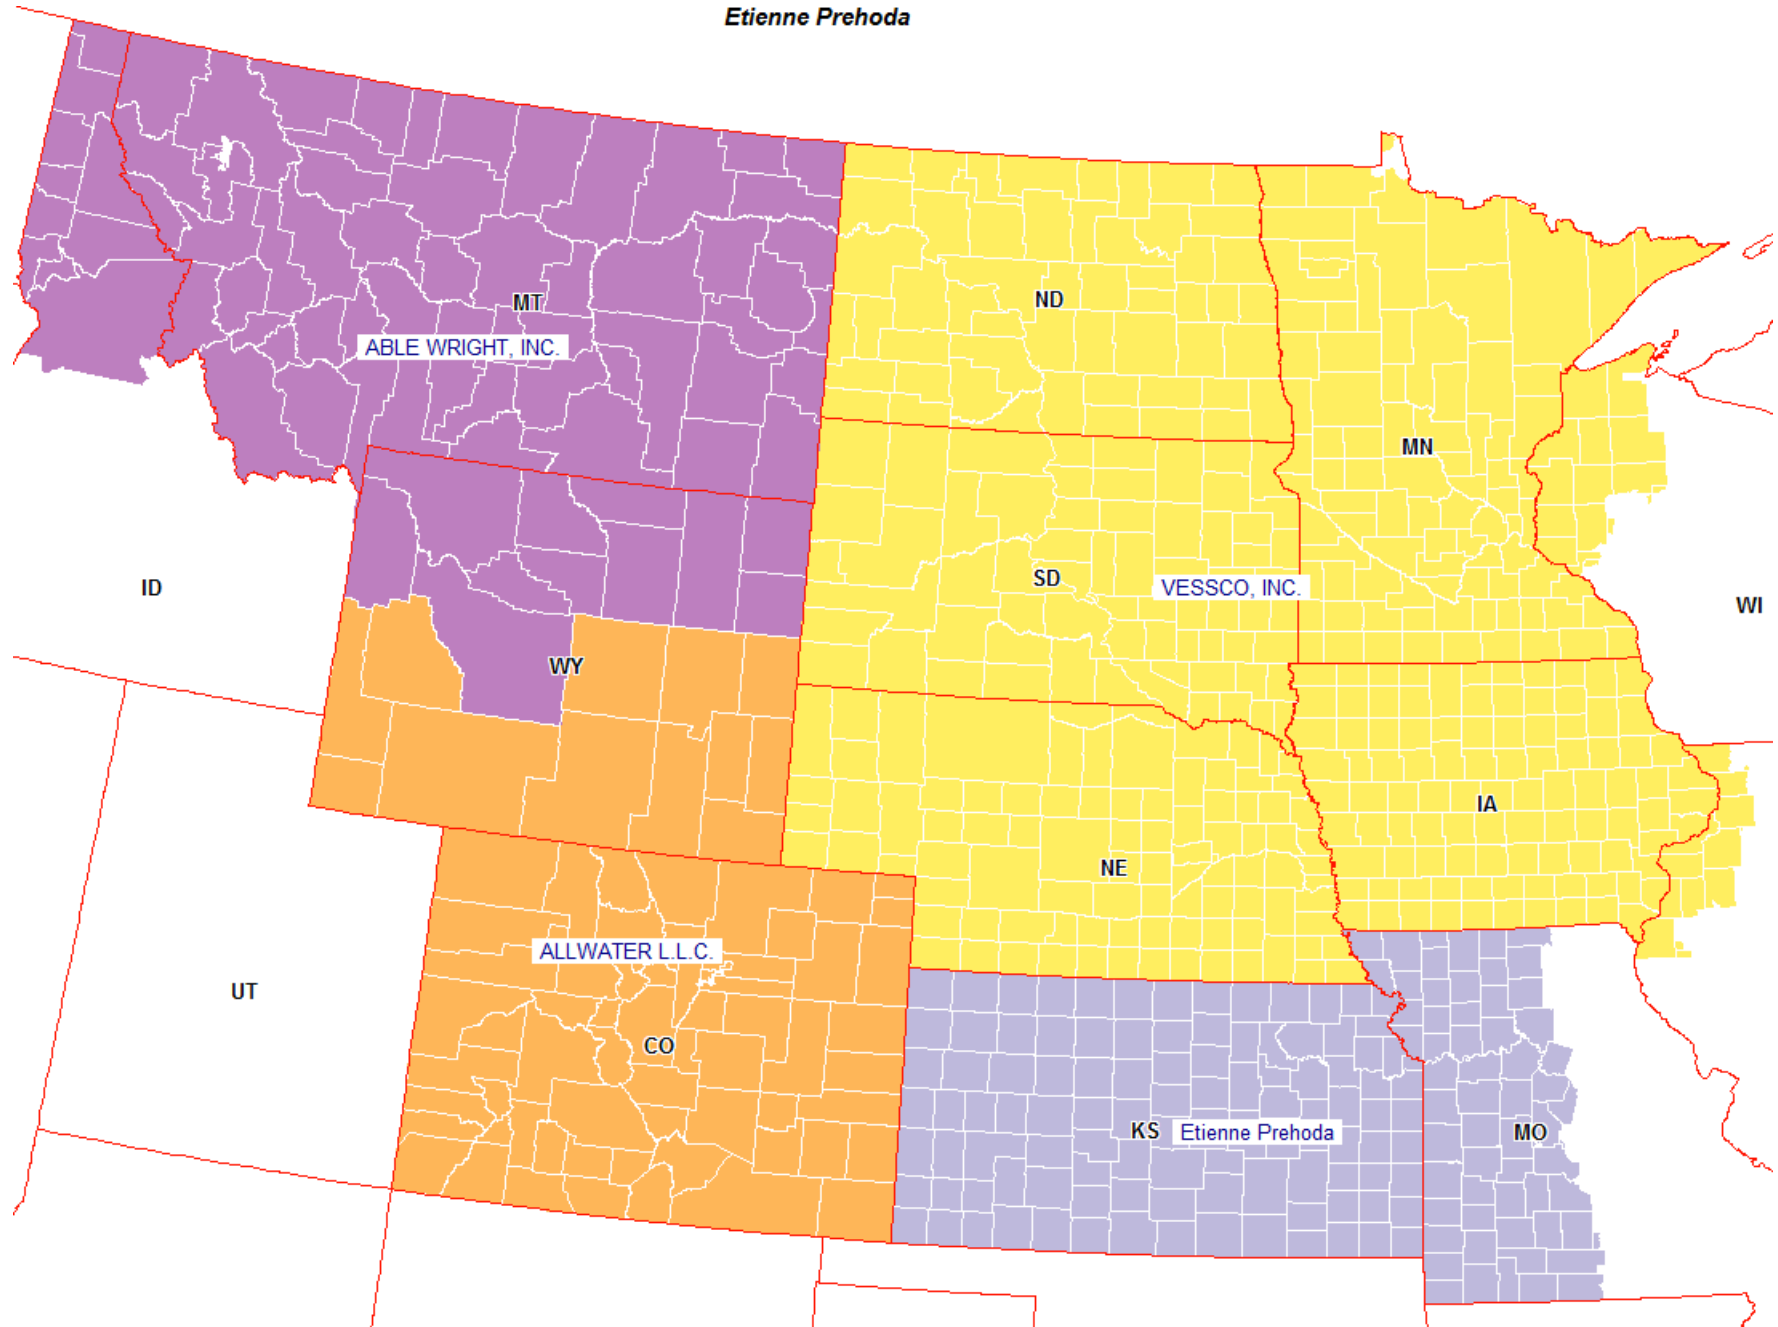 Etienne Prehoda
MT
ND
ABLE WRIGHT, INC.
MN
ID
SD
VESSCO, INC.
WI
WY
IA
NE
ALLWATER L.L.C.
UT
CO
KS
Etienne Prehoda
MO